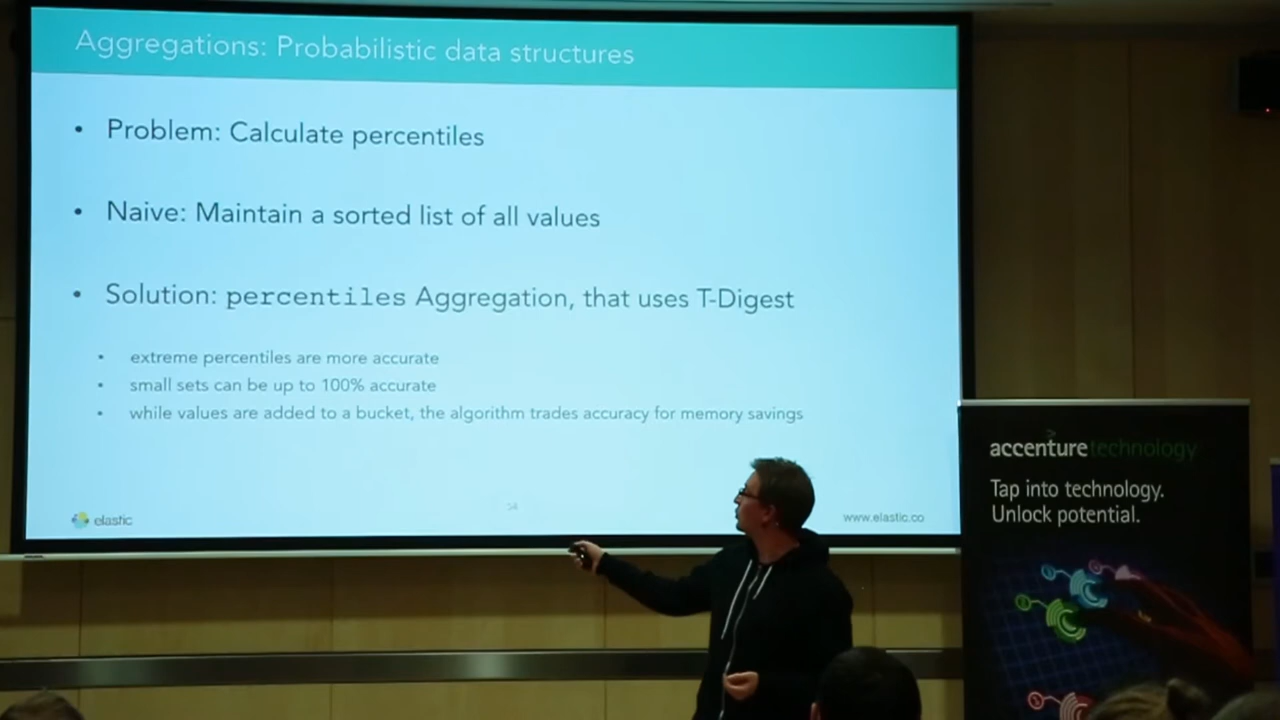 Aggregations: Probabilistic data structures
• Problem: Calculate percentiles
• Naive: Maintain a sorted list of all values
• Solution: percentiles Aggregation, that uses T-Digest
• extreme percentiles are more accurate
• small sets can be up to 100% accurate
• while values are added to a bucket, the algorithm trades accuracy for memory savings
elastic
www.elastic.co
accenturetechnology
Tap into technology.
Unlock potential.